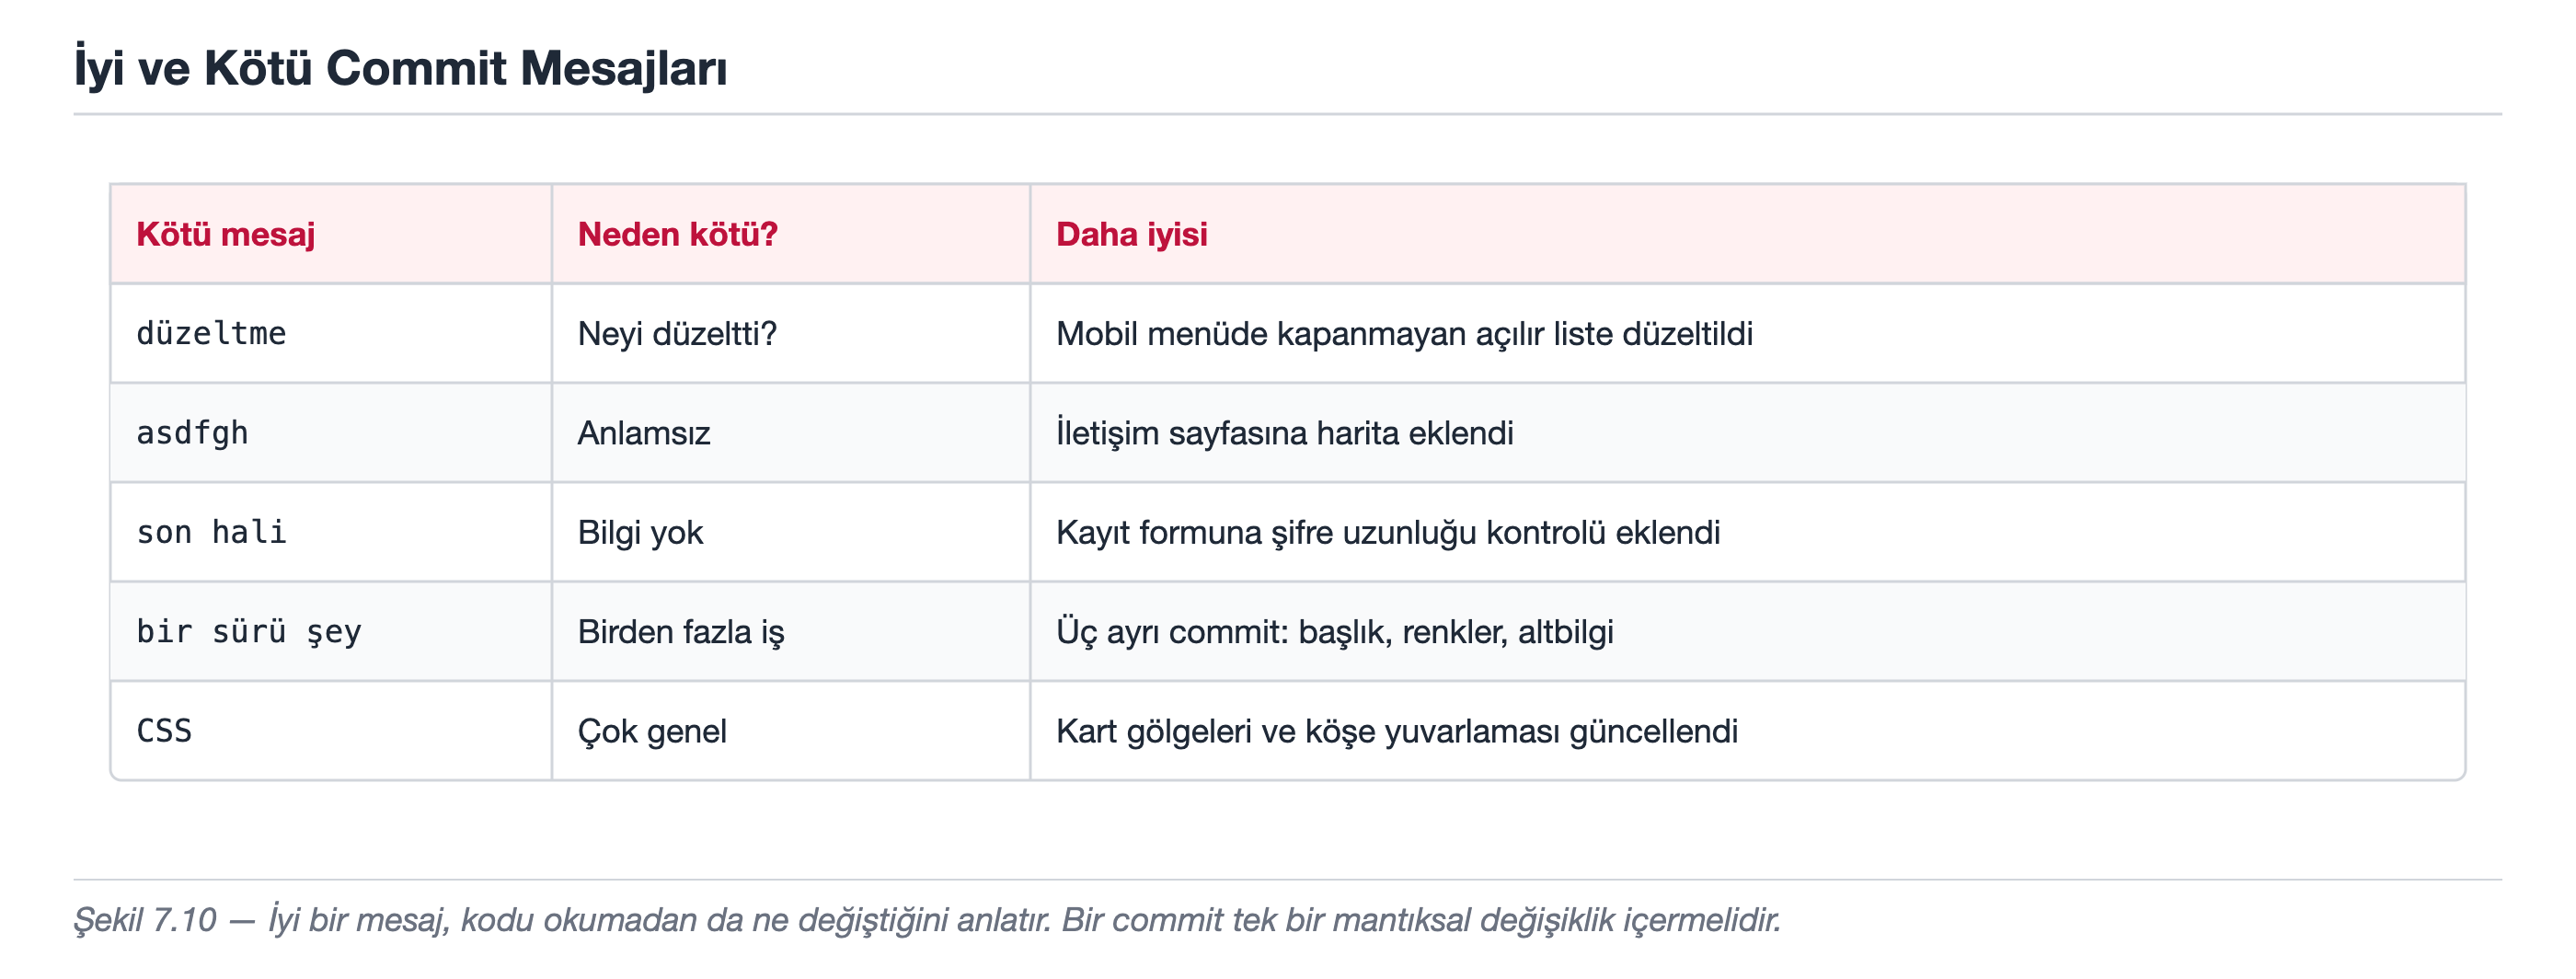 İyi ve Kötü Commit Mesajları
Kötü mesaj
Neden kötü?
Daha iyisi
düzeltme
Neyi düzeltti?
Mobil menüde kapanmayan açılır liste düzeltildi
asdfgh
Anlamsız
İletişim sayfasına harita eklendi
son hali
Bilgi yok
Kayıt formuna şifre uzunluğu kontrolü eklendi
bir sürü şey
Birden fazla iş
Üç ayrı commit: başlık, renkler, altbilgi
CSS
Çok genel
Kart gölgeleri ve köşe yuvarlaması güncellendi
Şekil 7.10 — İyi bir mesaj, kodu okumadan da ne değiştiğini anlatır. Bir commit tek bir mantıksal değişiklik içermelidir.